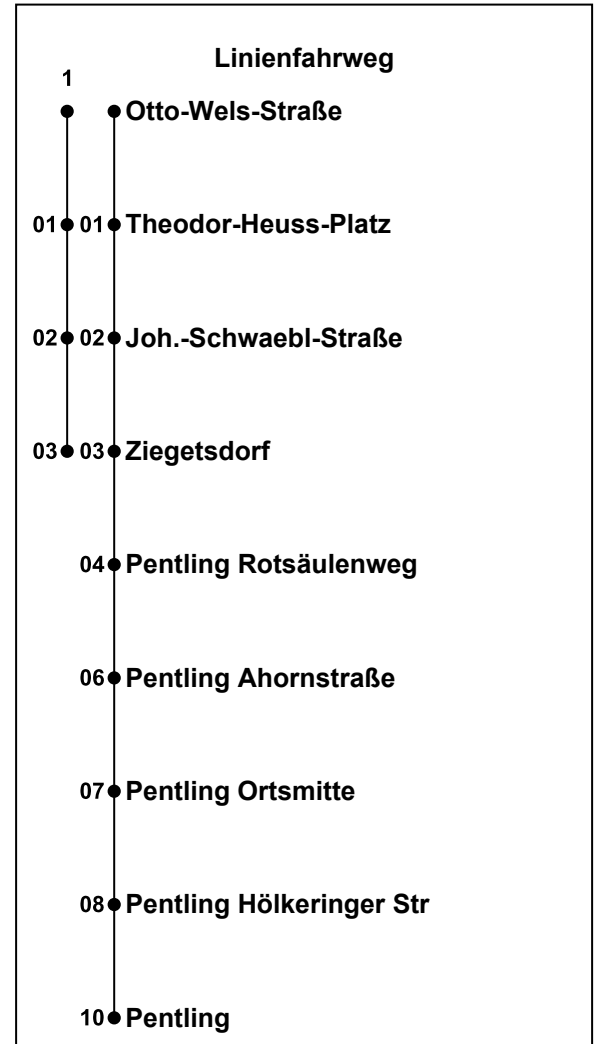 Linienfahrweg
1
Otto-Wels-Straße
01 01 Theodor-Heuss-Platz
02 02 Joh.-Schwaebl-Straße
03 03 Ziegetsdorf
04 Pentling Rotsäulenweg
06 Pentling Ahornstraße
07 Pentling Ortsmitte
08 Pentling Hölkeringer Str
10 Pentling